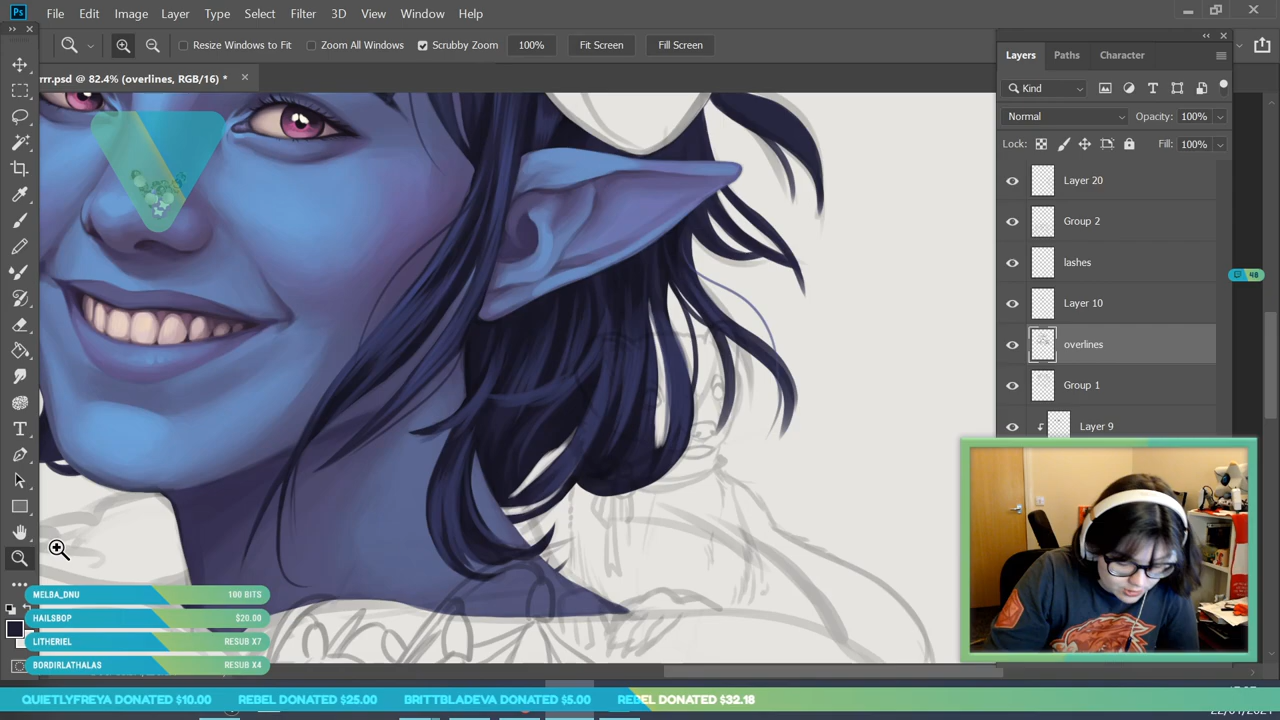 Ps File Edit Image Layer Type Select Filter 3D View Window Help
Resize Windows to Fit Zoom All Windows Scrubby Zoom 100% Fit Screen Fill Screen
rrr.psd @ 82.4% (overlines, RGB/16) *
Layers Paths Character
Kind
Normal Opacity: 100%
Lock: Fill: 100%
Layer 20
Group 2
lashes
48
Layer 10
overlines
Group 1
Layer 9
MELBA_DNU 100 BITS
HAILSBOP $20.00
LITHERIEL RESUB X7
BORDIRLATHALAS RESUB X4
QUIETLYFREYA DONATED $10.00 REBEL DONATED $25.00 BRITTBLADEVA DONATED $5.00 REBEL DONATED $32.18